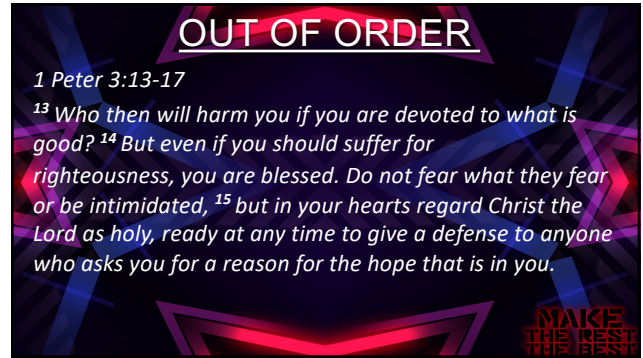 OUT OF ORDER
1 Peter 3:13-17
13 Who then will harm you if you are devoted to what is
good? 14 But even if you should suffer for
righteousness, you are blessed. Do not fear what they fear
or be intimidated, 15 but in your hearts regard Christ the
Lord as holy, ready at any time to give a defense to anyone
who asks you for a reason for the hope that is in you.
MAKE
THE REST
THE BEST